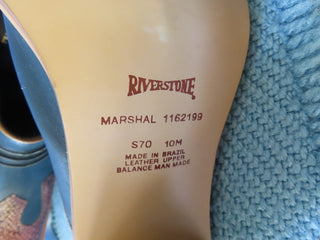 RIVERSTONE
MARSHAL 1162199
S70 10M
MADE IN BRAZIL
LEATHER UPPER
BALANCE MAN MADE